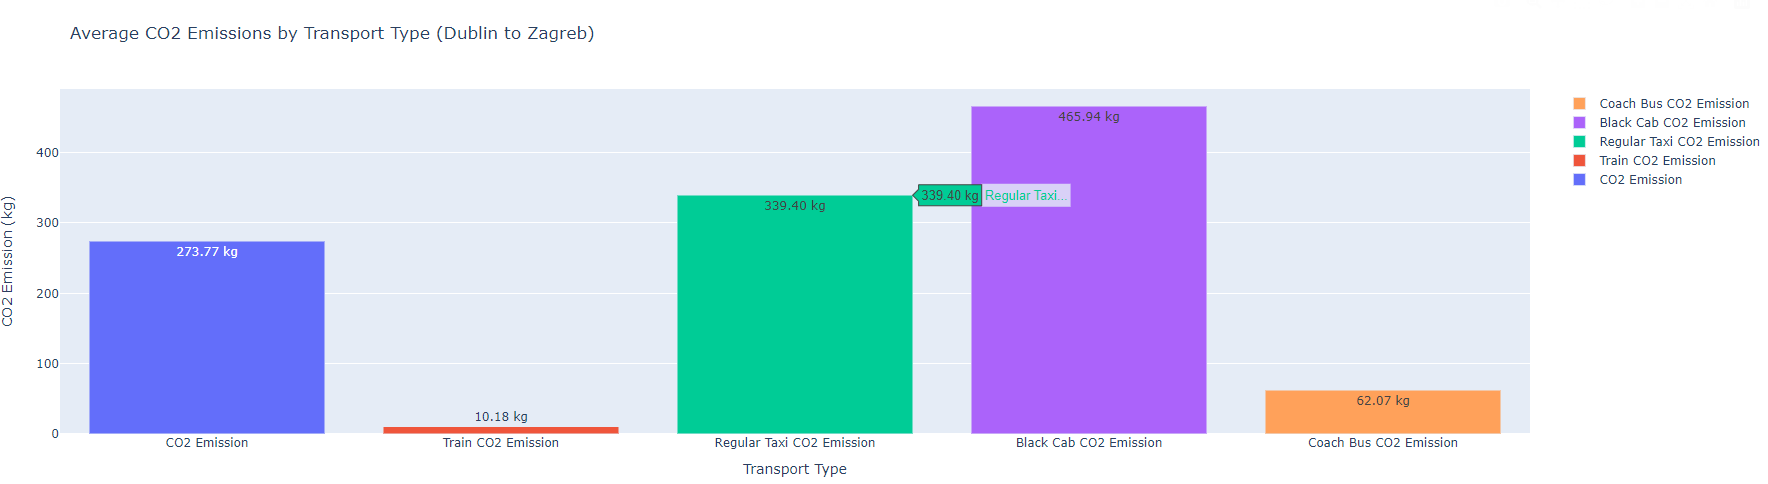 Average CO2 Emissions by Transport Type (Dublin to Zagreb)
CO2 Emission (kg)
400
300
200
100
0
273.77 kg
10.18 kg
339.40 kg
339.40 kg Regular Taxi...
465.94 kg
62.07 kg
CO2 Emission
Train CO2 Emission
Regular Taxi CO2 Emission
Black Cab CO2 Emission
Coach Bus CO2 Emission
Transport Type
Coach Bus CO2 Emission
Black Cab CO2 Emission
Regular Taxi CO2 Emission
Train CO2 Emission
CO2 Emission